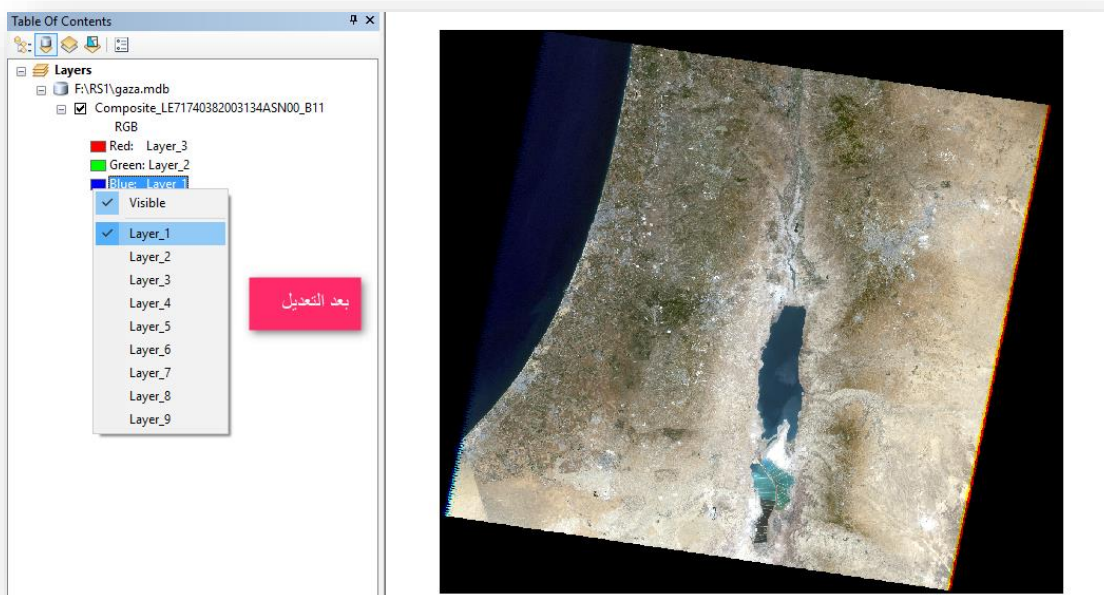 Table Of Contents
Layers
F:\RS1\gaza.mdb
Composite_LE71740382003134ASN00_B11
RGB
Red: Layer_3
Green: Layer_2
Blue: Layer_1
Visible
Layer_1
Layer_2
Layer_3
Layer_4
Layer_5
Layer_6
Layer_7
Layer_8
Layer_9
بعد التعديل